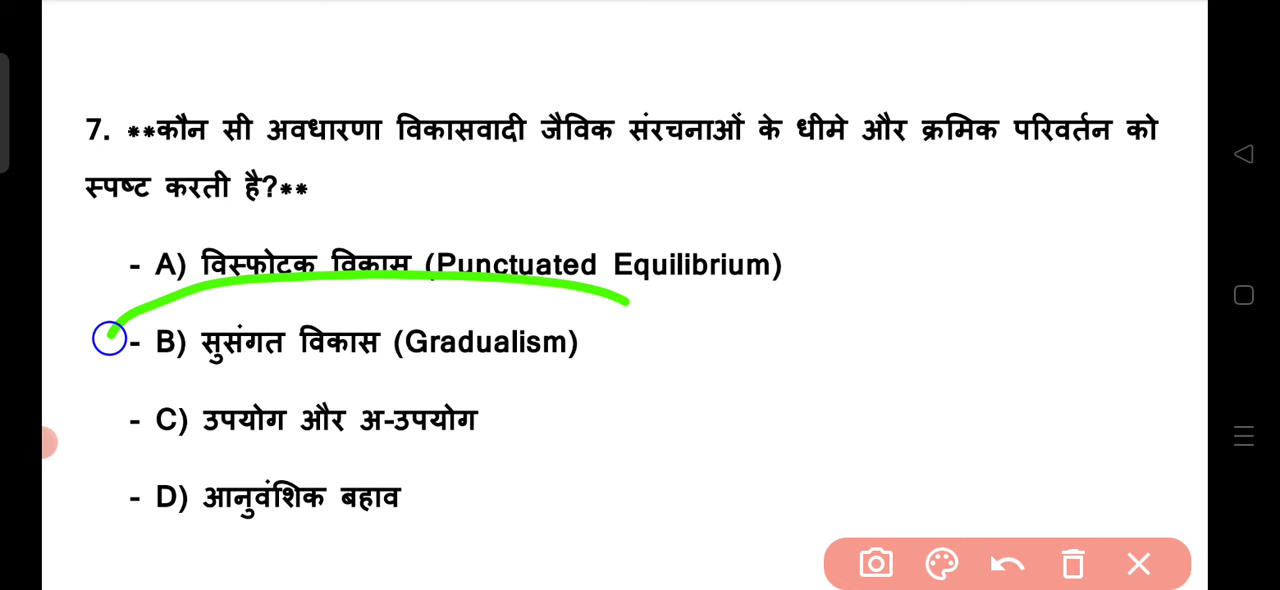 7. **कौन सी अवधारणा विकासवादी जैविक संरचनाओं के धीमे और क्रमिक परिवर्तन को
स्पष्ट करती है?**
- A) विस्फोटक विकास (Punctuated Equilibrium)
- B) सुसंगत विकास (Gradualism)
- C) उपयोग और अ-उपयोग
- D) आनुवंशिक बहाव